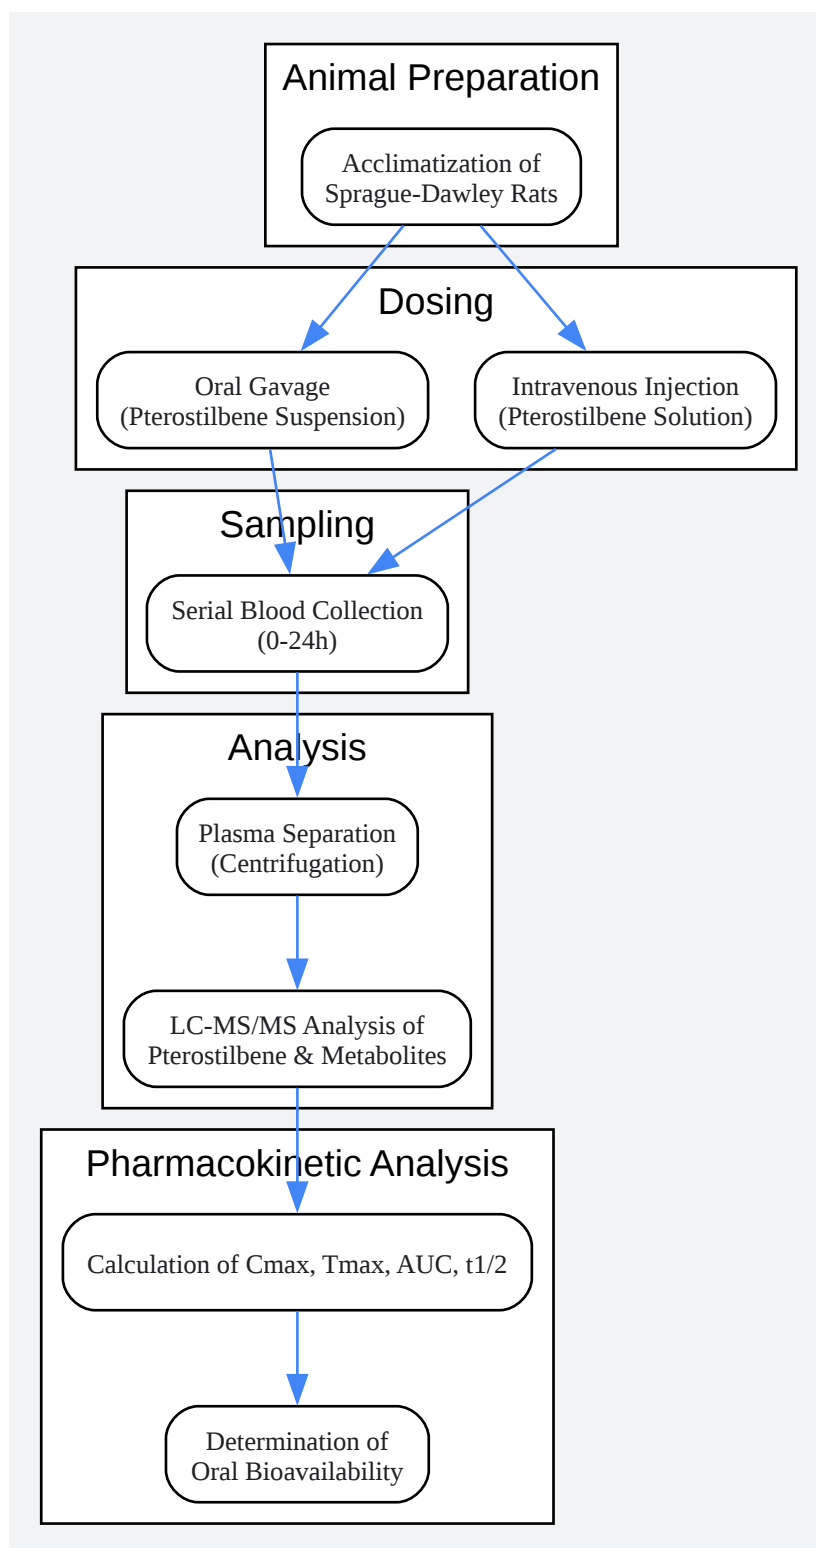 Animal Preparation
Acclimatization of
Sprague-Dawley Rats
Dosing
Oral Gavage
(Pterostilbene Suspension)
Intravenous Injection
(Pterostilbene Solution)
Sampling
Serial Blood Collection
(0-24h)
Analysis
Plasma Separation
(Centrifugation)
LC-MS/MS Analysis of
Pterostilbene & Metabolites
Pharmacokinetic Analysis
Calculation of Cmax, Tmax, AUC, t1/2
Determination of
Oral Bioavailability